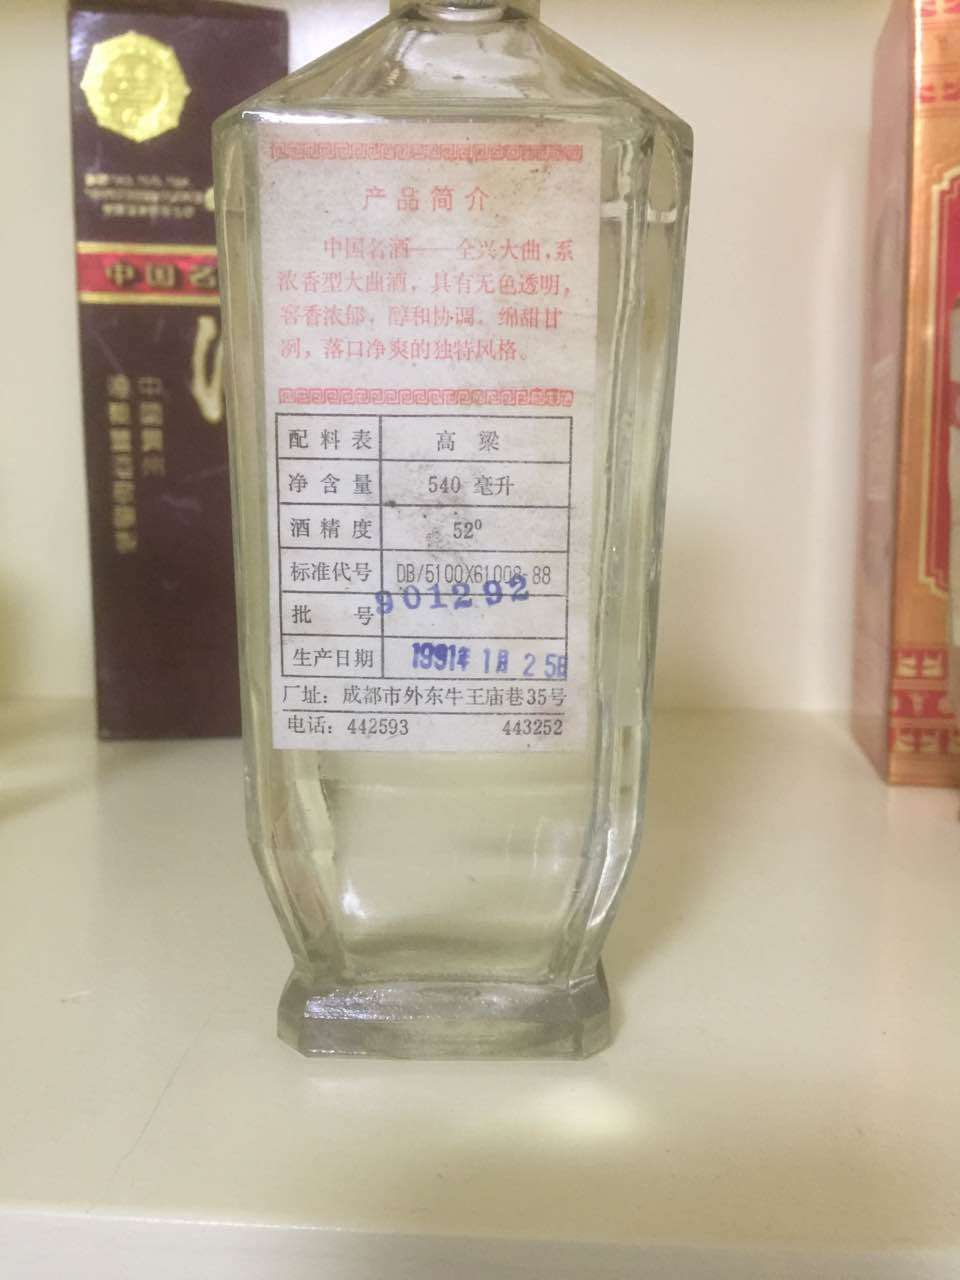 产品简介
中国名酒——全兴大曲,系
浓香型大曲酒，具有无色透明，
窖香浓郁，醇和协调，绵甜甘
冽，落口净爽的独特风格。
配料表 高粱
净含量 540 毫升
酒精度 52⁰
标准代号 DB/5100X61008-88
批号 901292
生产日期 1991年1月25日
厂址：成都市外东牛王庙巷35号
电话：442593 443252
中国名
中国贵州